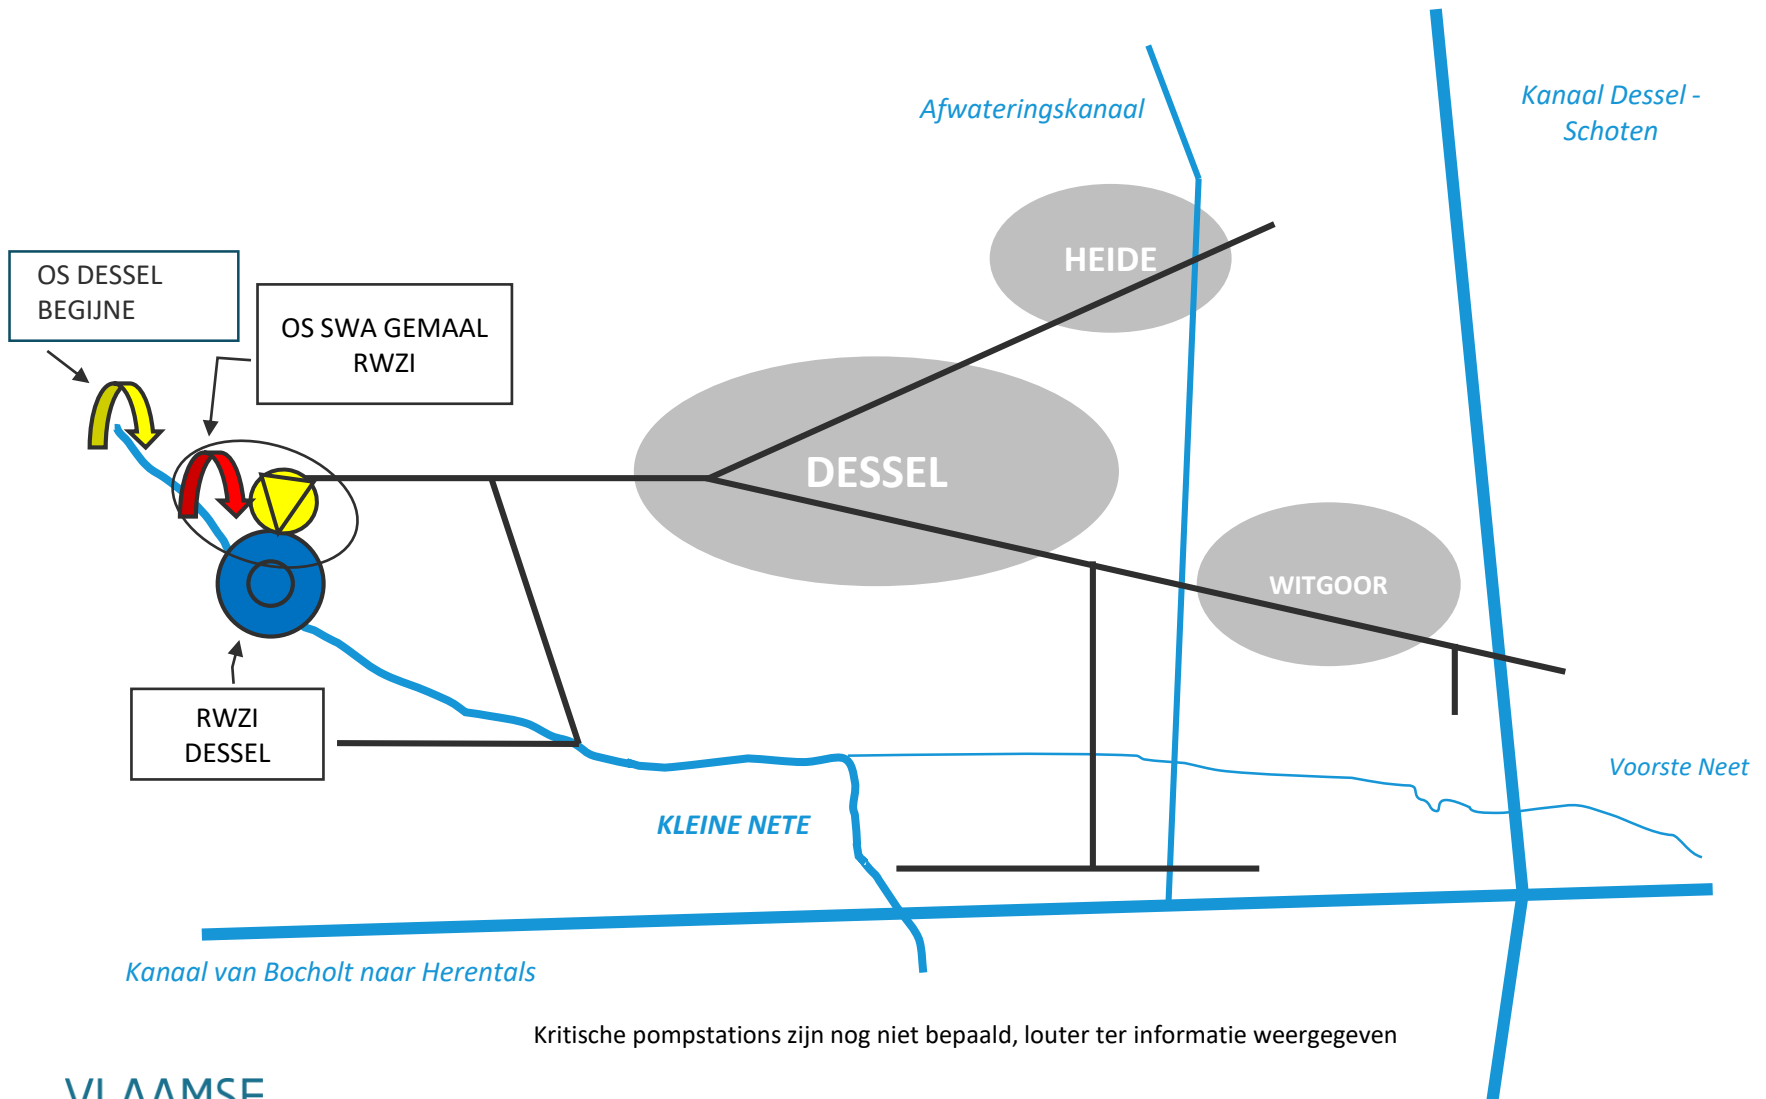 Afwateringskanaal
Kanaal Dessel -
Schoten
HEIDE
OS DESSEL
BEGIJNE
OS SWA GEMAAL
RWZI
DESSEL
WITGOOR
RWZI
DESSEL
Voorste Neet
KLEINE NETE
Kanaal van Bocholt naar Herentals
Kritische pompstations zijn nog niet bepaald, louter ter informatie weergegeven
VLAAMSE